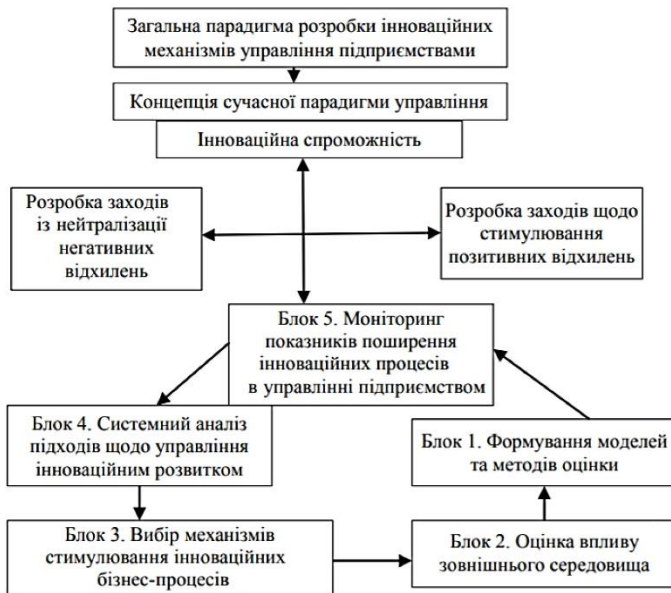 Загальна парадигма розробки інноваційних
механізмів управління підприємствами
Концепція сучасної парадигми управління
Інноваційна спроможність
Розробка заходів
із нейтралізації
негативних
відхилень
Розробка заходів щодо
стимулювання
позитивних відхилень
Блок 5. Моніторинг
показників поширення
інноваційних процесів
в управлінні підприємством
Блок 4. Системний аналіз
підходів щодо управління
інноваційним розвитком
Блок 1. Формування моделей
та методів оцінки
Блок 3. Вибір механізмів
стимулювання інноваційних
бізнес-процесів
Блок 2. Оцінка впливу
зовнішнього середовища